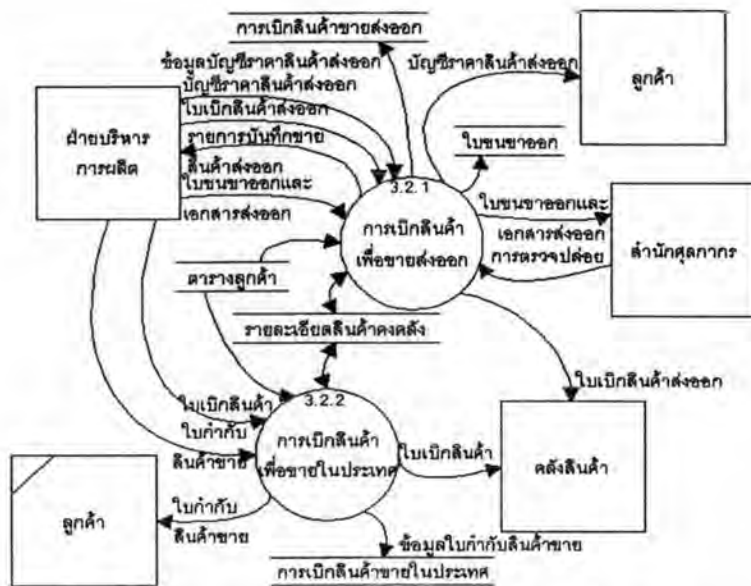 การเบิกสินค้าขายส่งออก
ข้อมูลบัญชีราคาสินค้าส่งออก
บัญชีราคาสินค้าส่งออก
บัญชีราคาสินค้าส่งออก
ลูกค้า
ใบเบิกสินค้าส่งออก
ฝ่ายบริหาร
การผลิต
รายการบันทึกขาย
สินค้าส่งออก
ใบขนขาออก
ใบขนขาออกและ
เอกสารส่งออก
3.2.1
การเบิกสินค้า
เพื่อขายส่งออก
ใบขนขาออกและ
เอกสารส่งออก
การตรวจปล่อย
สำนักศุลกากร
ตารางลูกค้า
รายละเอียดสินค้าคงคลัง
ใบเบิกสินค้าส่งออก
ใบเบิกสินค้า
ใบกำกับ
สินค้าขาย
3.2.2
การเบิกสินค้า
เพื่อขายในประเทศ
ใบเบิกสินค้า
คลังสินค้า
ลูกค้า
ใบกำกับ
สินค้าขาย
ข้อมูลใบกำกับสินค้าขาย
การเบิกสินค้าขายในประเทศ